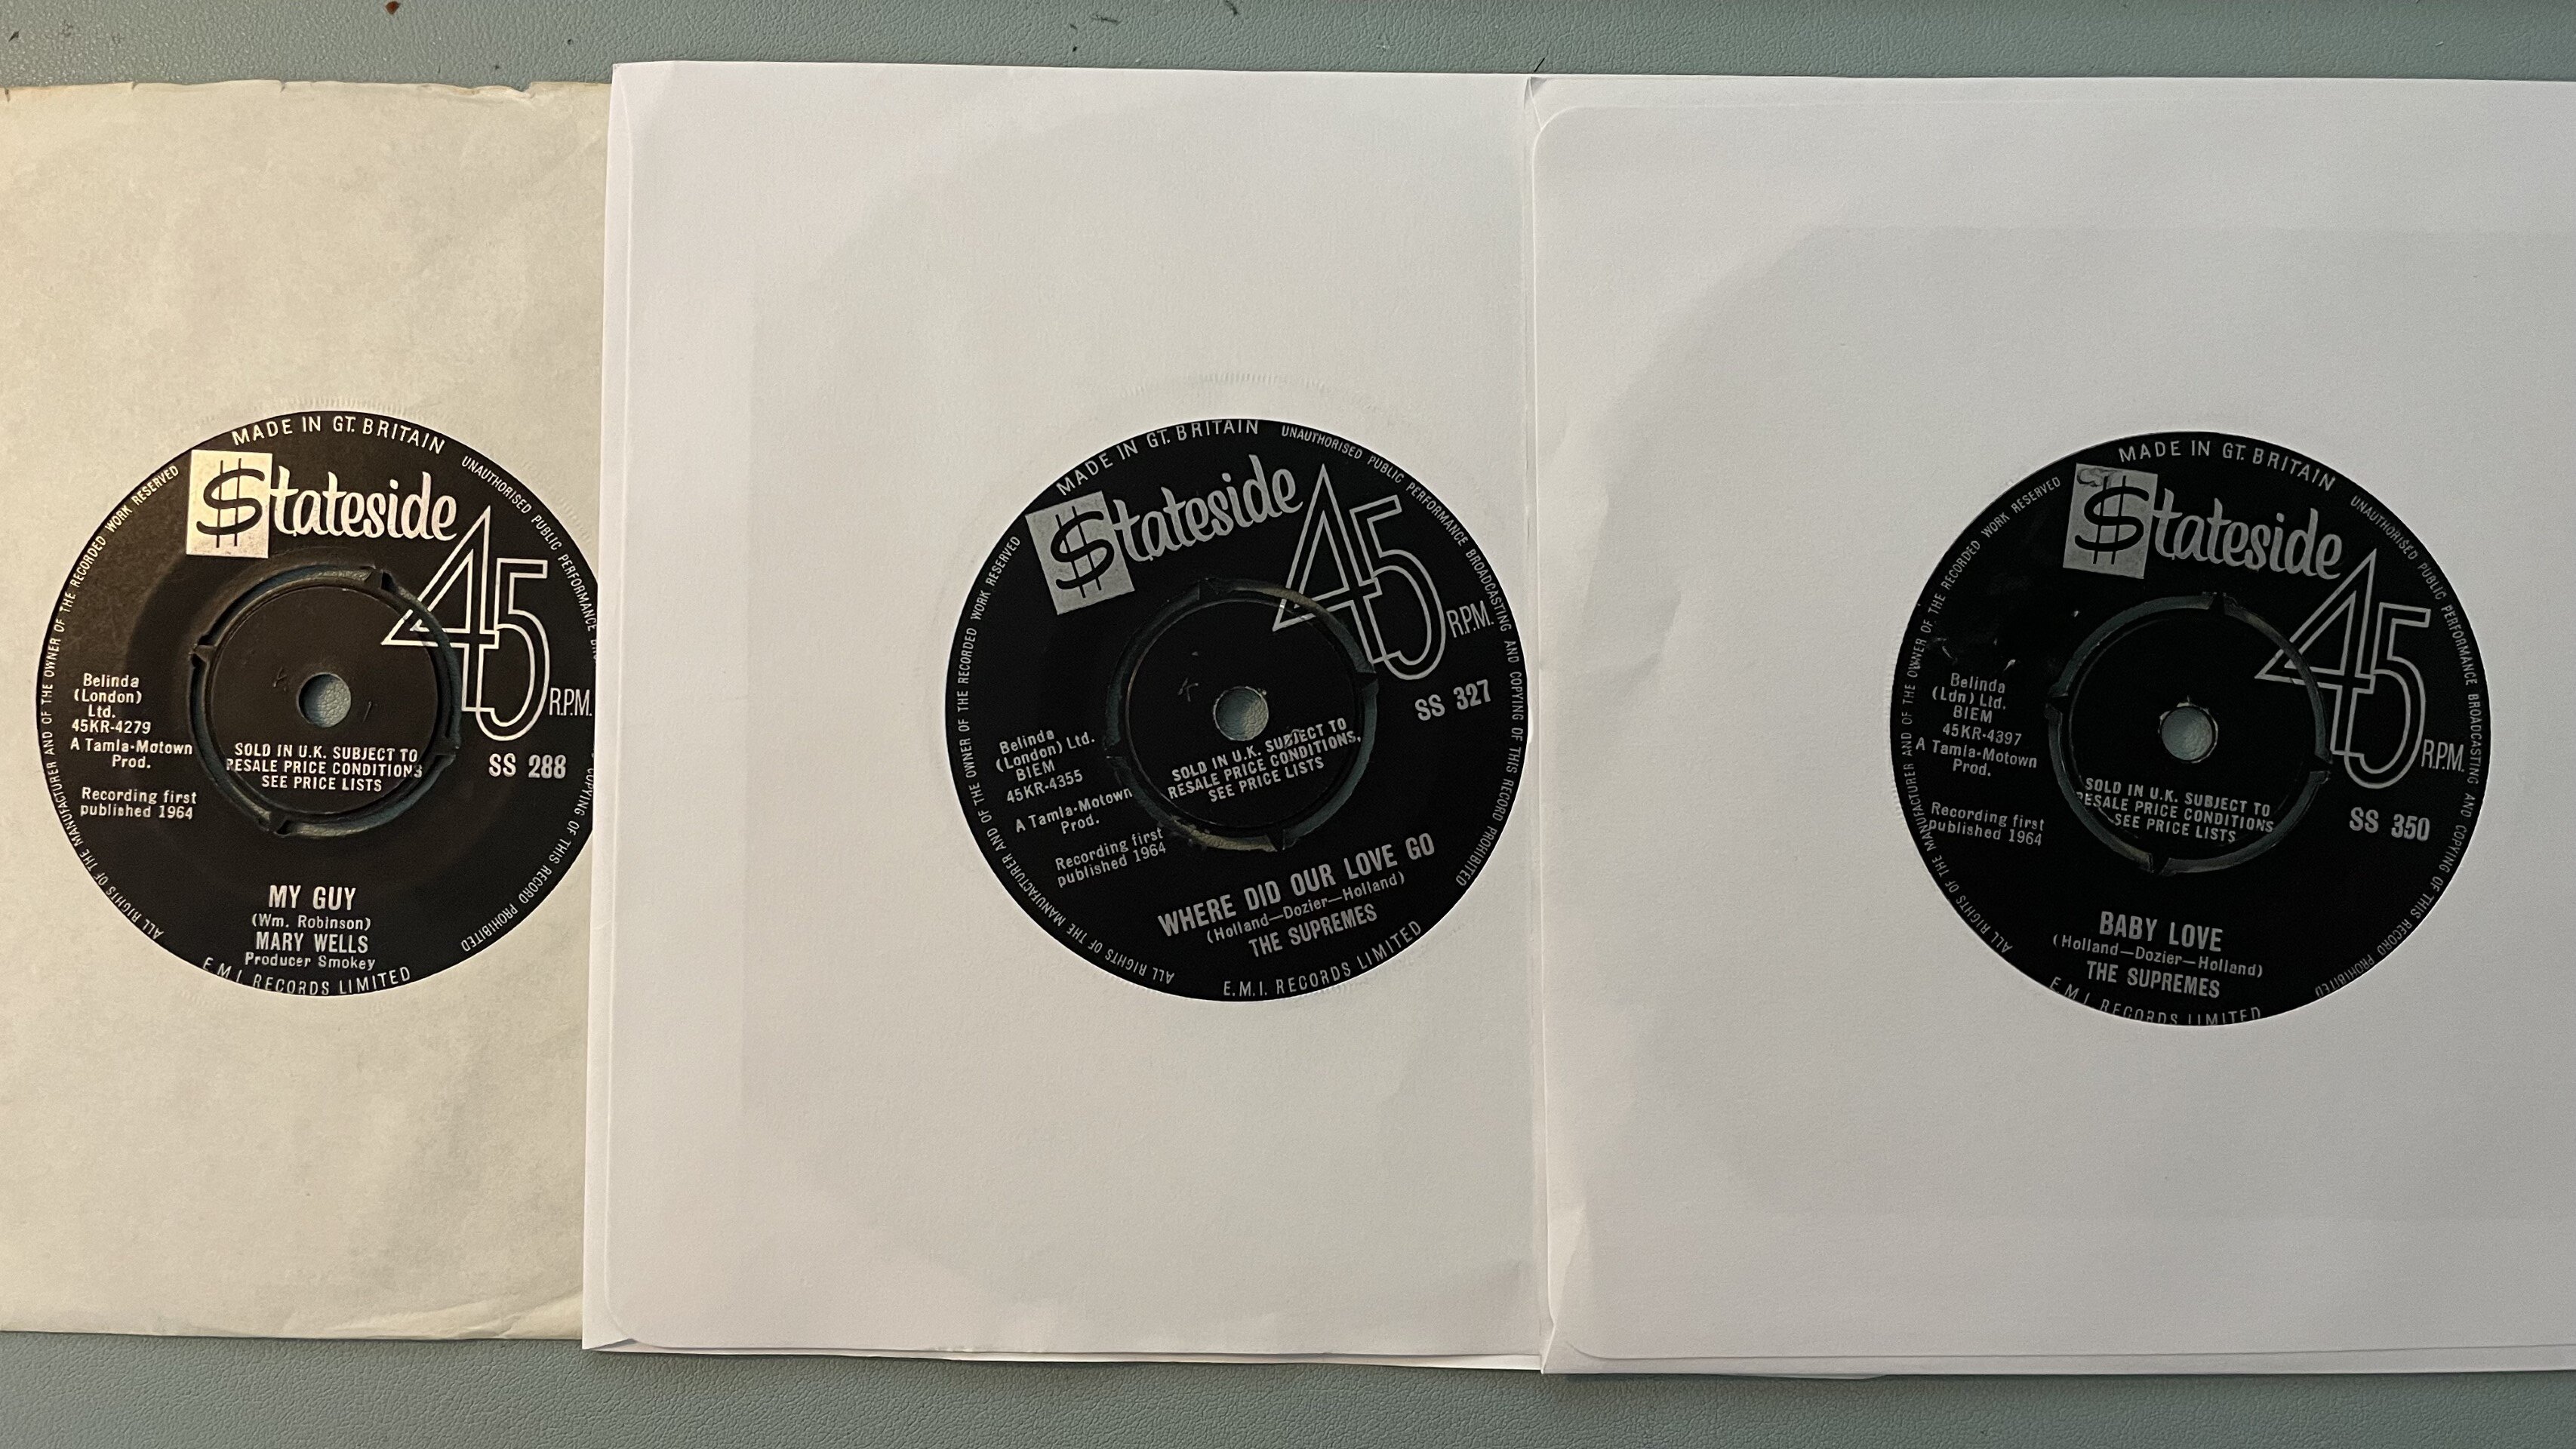 MADE IN GT. BRITAIN
UNAUTHORISED PUBLIC PERFORMANCE
COPYING OF THIS RECORD PROHIBITED
ALL RIGHTS OF THE MANUFACTURER AND OF THE OWNER OF THE RECORDED WORK RESERVED
$tateside
45
R.P.M.
Belinda
(London)
Ltd.
45KR-4279
A Tamla-Motown
Prod.
Recording first
published 1964
SOLD IN U.K. SUBJECT TO
RESALE PRICE CONDITIONS
SEE PRICE LISTS
SS 288
MY GUY
(Wm. Robinson)
MARY WELLS
Producer Smokey
E.M.I. RECORDS LIMITED
MADE IN GT. BRITAIN
UNAUTHORISED PUBLIC PERFORMANCE BROADCASTING AND COPYING OF THIS RECORD PROHIBITED
ALL RIGHTS OF THE MANUFACTURER AND OF THE OWNER OF THE RECORDED WORK RESERVED
$tateside
45
R.P.M.
SS 327
Belinda
(London) Ltd.
BIEM
45KR-4355
A Tamla-Motown
Prod.
Recording first
published 1964
SOLD IN U.K. SUBJECT TO
RESALE PRICE CONDITIONS,
SEE PRICE LISTS
WHERE DID OUR LOVE GO
(Holland—Dozier—Holland)
THE SUPREMES
E.M.I. RECORDS LIMITED
MADE IN GT. BRITAIN
UNAUTHORISED PUBLIC PERFORMANCE BROADCASTING AND COPYING OF THIS RECORD PROHIBITED
ALL RIGHTS OF THE MANUFACTURER AND OF THE OWNER OF THE RECORDED WORK RESERVED
$tateside
45
R.P.M.
Belinda
(Ldn) Ltd.
BIEM
45KR-4397
A Tamla-Motown
Prod.
Recording first
published 1964
SOLD IN U.K. SUBJECT TO
RESALE PRICE CONDITIONS
SEE PRICE LISTS
SS 350
BABY LOVE
(Holland—Dozier—Holland)
THE SUPREMES
E.M.I. RECORDS LIMITED